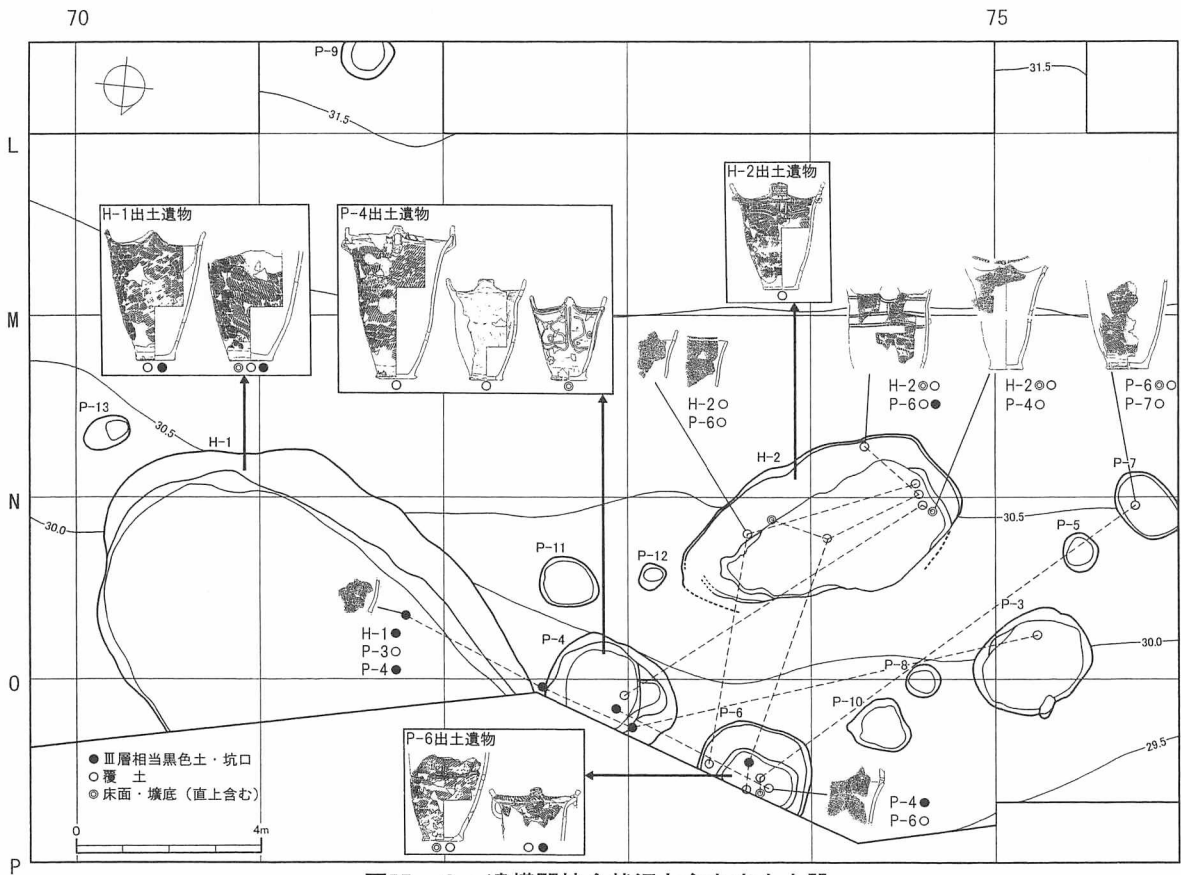 70
75
P-9
31.5
31.5
L
H-1出土遺物
P-4出土遺物
H-2出土遺物
M
H-2○
P-6○
H-2◎○
P-6○●
H-2◎○
P-4○
P-6◎○
P-7○
P-13
30.5
H-1
H-2
P-7
N
30.0
30.5
P-5
P-11
P-12
P-3
H-1●
P-3○
P-4●
P-4
30.0
P-8
O
P-10
P-6
P-6出土遺物
29.5
●Ⅲ層相当黒色土・坑口
○覆 土
◎床面・壙底(直上含む)
P-4●
P-6○
0 4m
P